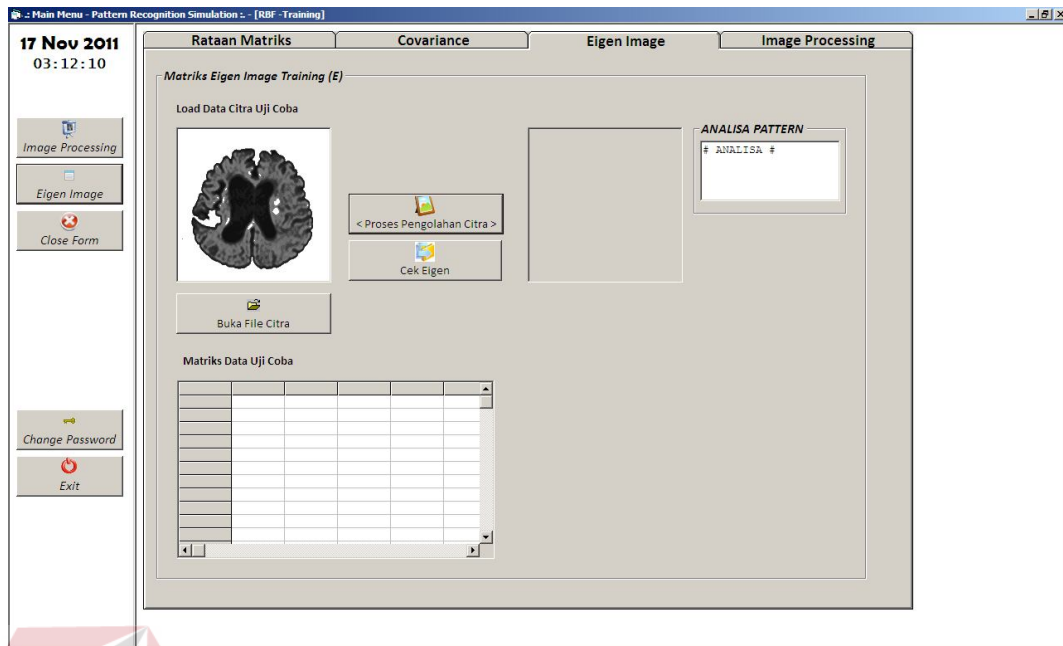 .: Main Menu - Pattern Recognition Simulation :. - [RBF -Training]
17 Nov 2011
03:12:10
Image Processing
Eigen Image
Close Form
Change Password
Exit
Rataan Matriks
Covariance
Eigen Image
Image Processing
Matriks Eigen Image Training (E)
Load Data Citra Uji Coba
< Proses Pengolahan Citra >
Cek Eigen
Buka File Citra
ANALISA PATTERN
# ANALISA #
Matriks Data Uji Coba